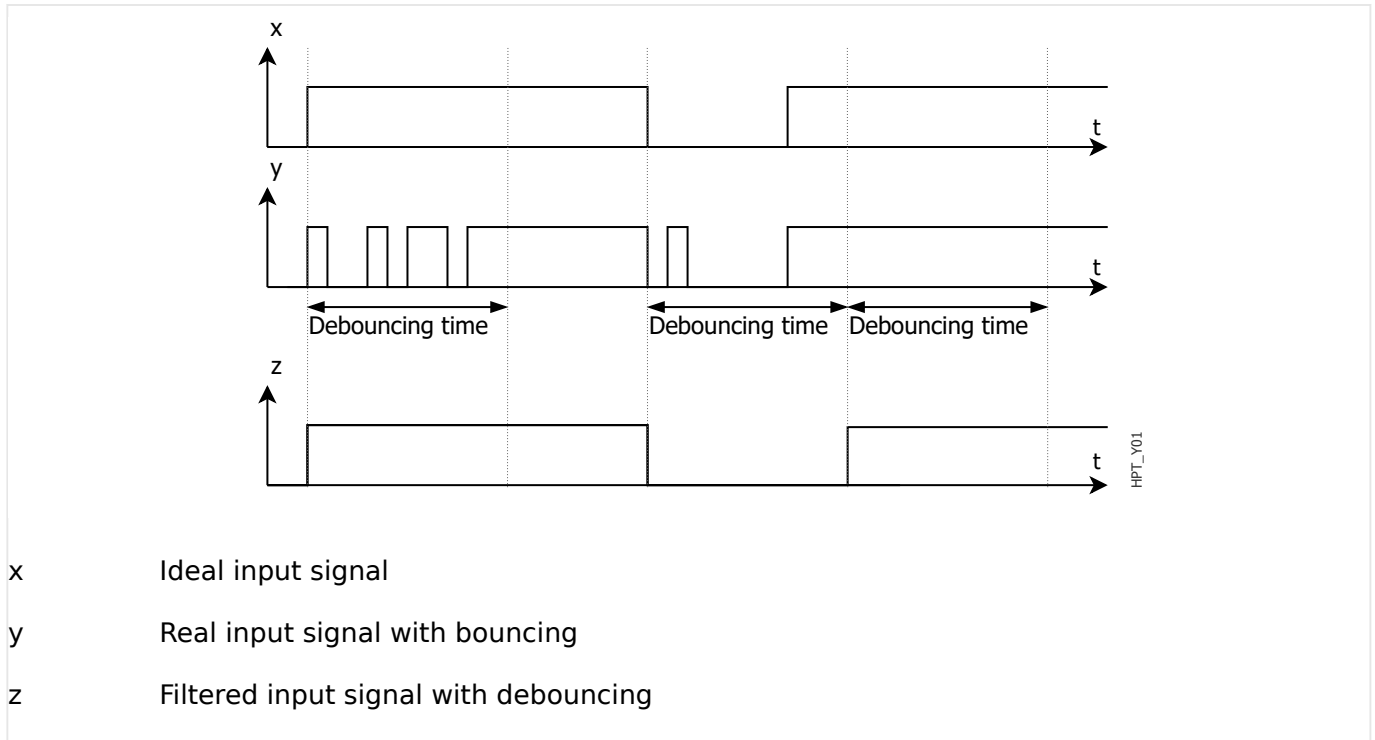 x
t
y
t
Debouncing time Debouncing time Debouncing time
z
t
HPT_Y01
x Ideal input signal
y Real input signal with bouncing
z Filtered input signal with debouncing